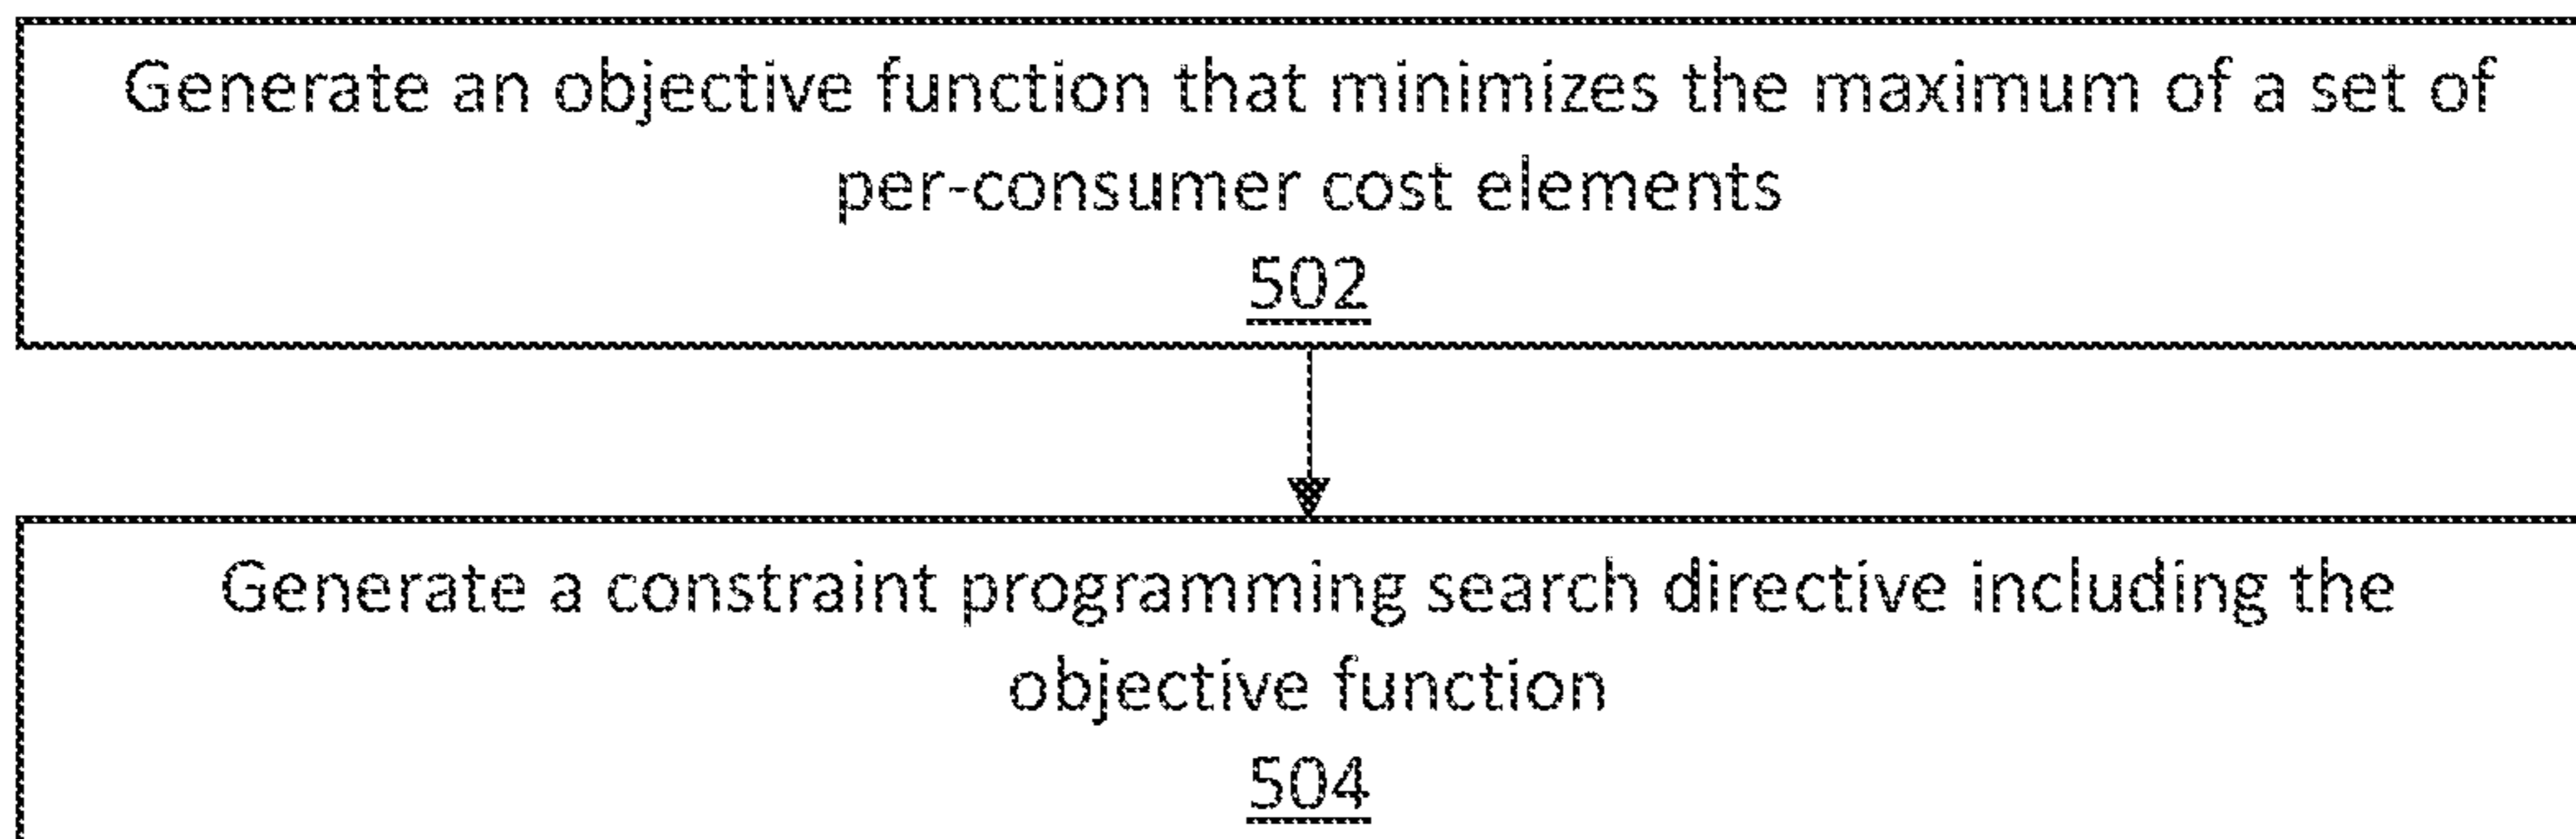 Generate an objective function that minimizes the maximum of a set of
per-consumer cost elements
502
Generate a constraint programming search directive including the
objective function
504